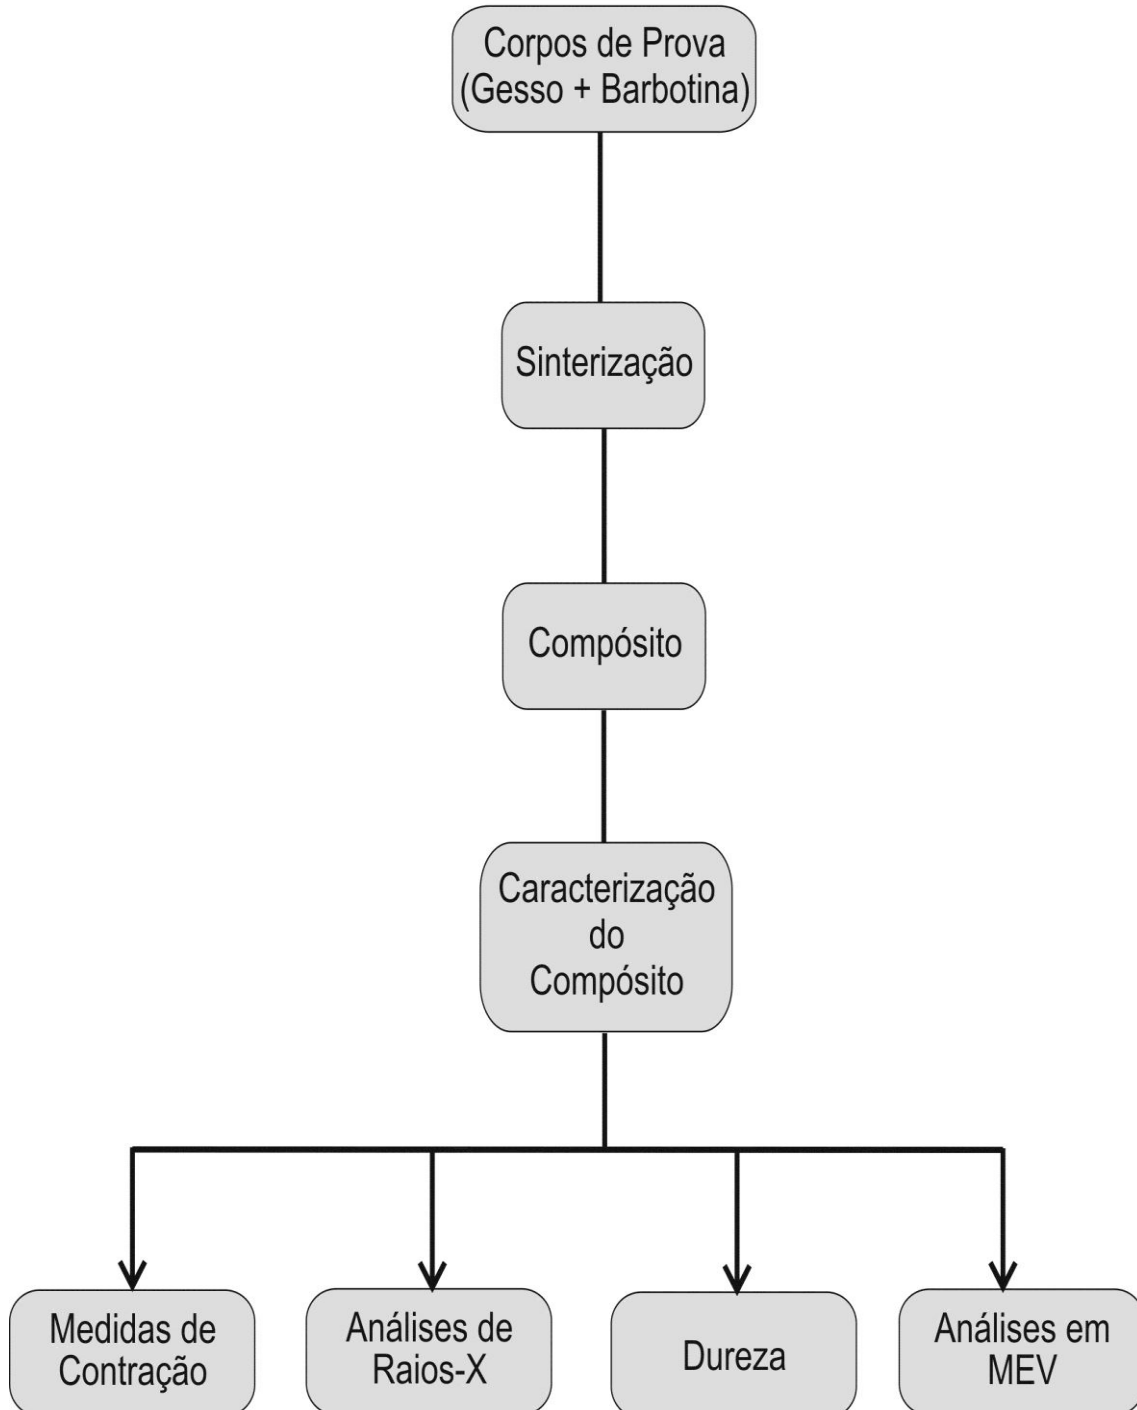 Corpos de Prova
(Gesso + Barbotina)
Sinterização
Compósito
Caracterização
do
Compósito
Medidas de
Contração
Análises de
Raios-X
Dureza
Análises em
MEV